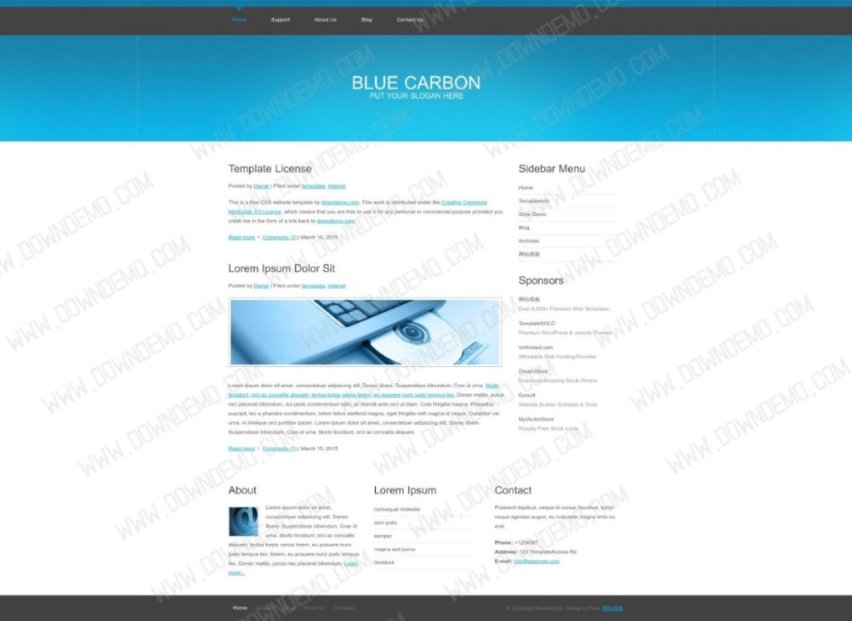 Home Support About Us Blog Contact Us
BLUE CARBON
PUT YOUR SLOGAN HERE
Template License
Posted by Owner | Filed under templates, internet
This is a free CSS website template by downdemo.com. This work is distributed under the Creative Commons
Attribution 3.0 License, which means that you are free to use it for any personal or commercial purpose provided you
credit me in the form of a link back to downdemo.com.
Read more • Comments (2) | March 14, 2015
Lorem Ipsum Dolor Sit
Posted by Owner | Filed under templates, internet
Lorem ipsum dolor sit amet, consectetuer adipiscing elit. Donec libero. Suspendisse bibendum. Cras id urna. Morbi
tincidunt, orci ac convallis aliquam, lectus turpis varius lorem, eu posuere nunc justo tempus leo. Donec mattis, purus
nec placerat bibendum, dui pede condimentum odio, ac blandit ante orci ut diam. Cras fringilla magna. Phasellus
suscipit, leo a pharetra condimentum, lorem tellus eleifend magna, eget fringilla velit magna id neque. Curabitur vel
urna. In tristique orci porttitor ipsum. Lorem ipsum dolor sit amet, consectetuer adipiscing elit. Donec libero.
Suspendisse bibendum. Cras id urna. Morbi tincidunt, orci ac convallis aliquam.
Read more • Comments (7) | March 15, 2015
Sidebar Menu
Home
TemplateInfo
Style Demo
Blog
Archives
网站模板
Sponsors
网站模板
Over 6,000+ Premium Web Templates
TemplateSOLD
Premium WordPress & Joomla Themes
ImHosted.com
Affordable Web Hosting Provider
DreamStock
Download Amazing Stock Photos
Evrsoft
Website Builder Software & Tools
MyVectorStore
Royalty Free Stock Icons
About
Lorem ipsum dolor sit amet, consectetuer adipiscing elit. Donec
libero. Suspendisse bibendum. Cras id urna. Morbi tincidunt, orci ac convallis
aliquam, lectus turpis varius lorem, eu posuere nunc
justo tempus leo. lorem, eu posuere nunc
justo tempus leo. Learn
more...
Lorem Ipsum
consequat molestie
sem justo
semper
magna sed purus
tincidunt
Contact
Praesent dapibus, neque id cursus faucibus, tortor
neque egestas augue, eu vulputate magna eros eu
erat.
Phone: +1234567
Address: 123 TemplateAccess Rd
E-mail: info@example.com
Home Support Blog About Us Contacts
网站模板
WWW.DOWNDEMO.COM